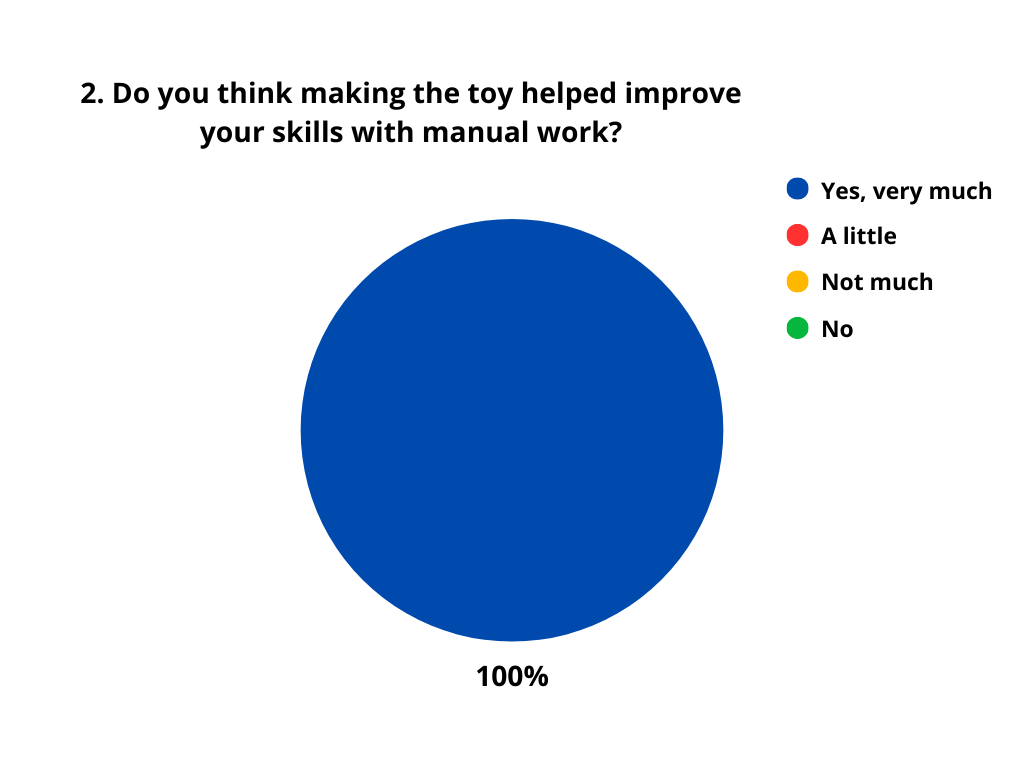 2. Do you think making the toy helped improve
your skills with manual work?
Yes, very much
A little
Not much
No
100%